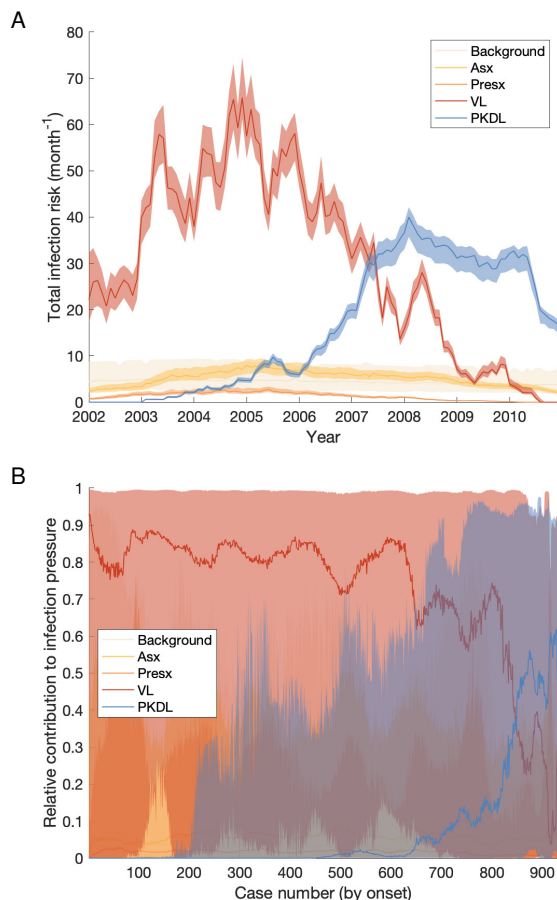 A
Total infection risk (month⁻¹)
80
70
60
50
40
30
20
10
0
Background
Asx
Presx
VL
PKDL
2002 2003 2004 2005 2006 2007 2008 2009 2010
Year
B
Relative contribution to infection pressure
1
0.9
0.8
0.7
0.6
0.5
0.4
0.3
0.2
0.1
0
Background
Asx
Presx
VL
PKDL
100 200 300 400 500 600 700 800 900
Case number (by onset)